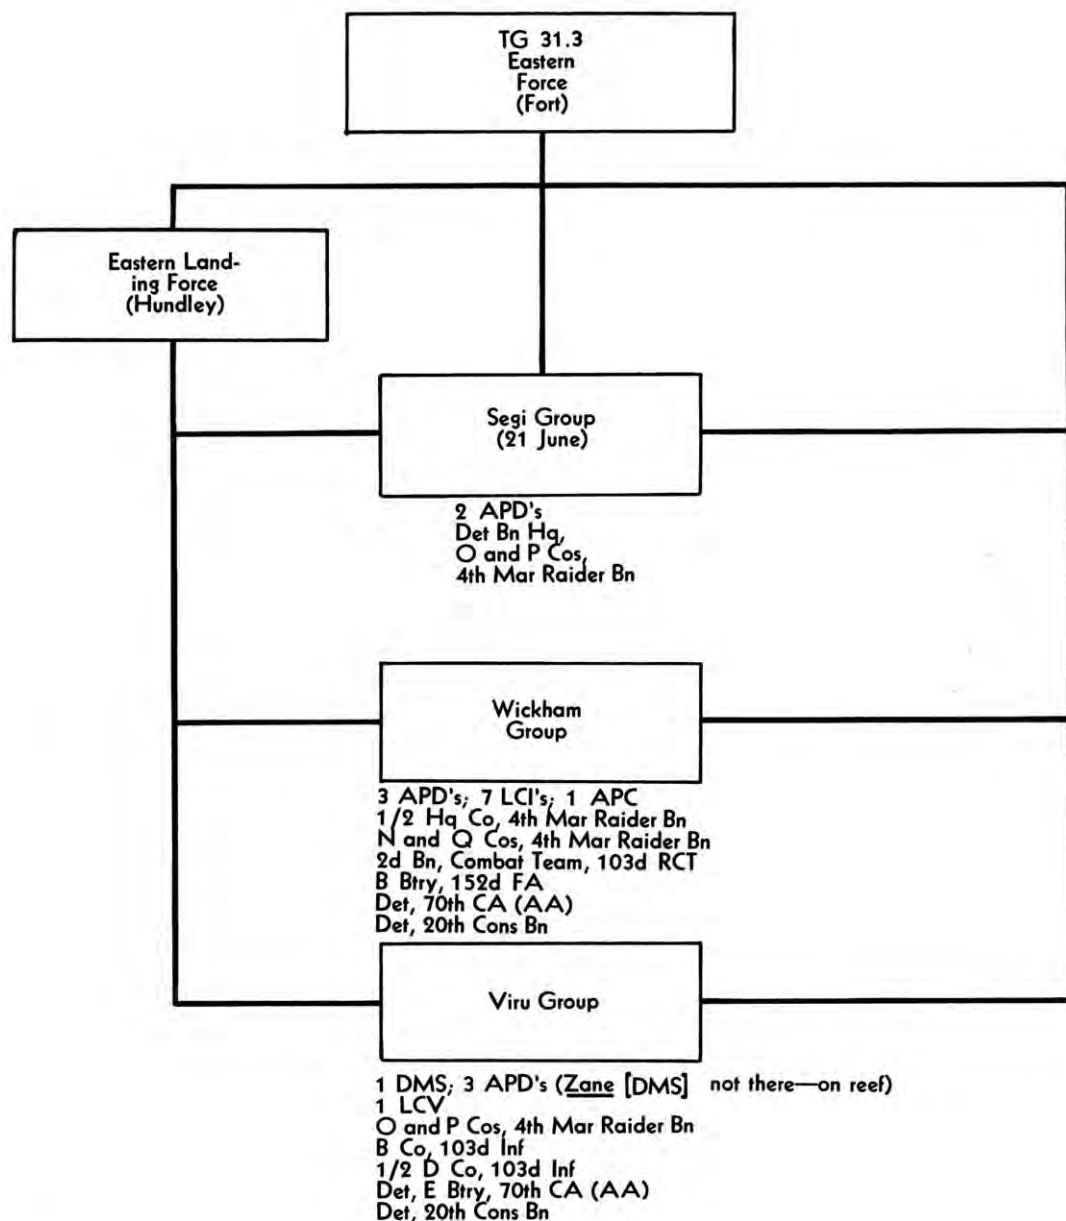 TG 31.3
Eastern
Force
(Fort)
Eastern Land-
ing Force
(Hundley)
Segi Group
(21 June)
2 APD's
Det Bn Hq,
O and P Cos,
4th Mar Raider Bn
Wickham
Group
3 APD's; 7 LCI's; 1 APC
1/2 Hq Co, 4th Mar Raider Bn
N and Q Cos, 4th Mar Raider Bn
2d Bn, Combat Team, 103d RCT
B Btry, 152d FA
Det, 70th CA (AA)
Det, 20th Cons Bn
Viru Group
1 DMS; 3 APD's (Zane [DMS] not there—on reef)
1 LCV
O and P Cos, 4th Mar Raider Bn
B Co, 103d Inf
1/2 D Co, 103d Inf
Det, E Btry, 70th CA (AA)
Det, 20th Cons Bn